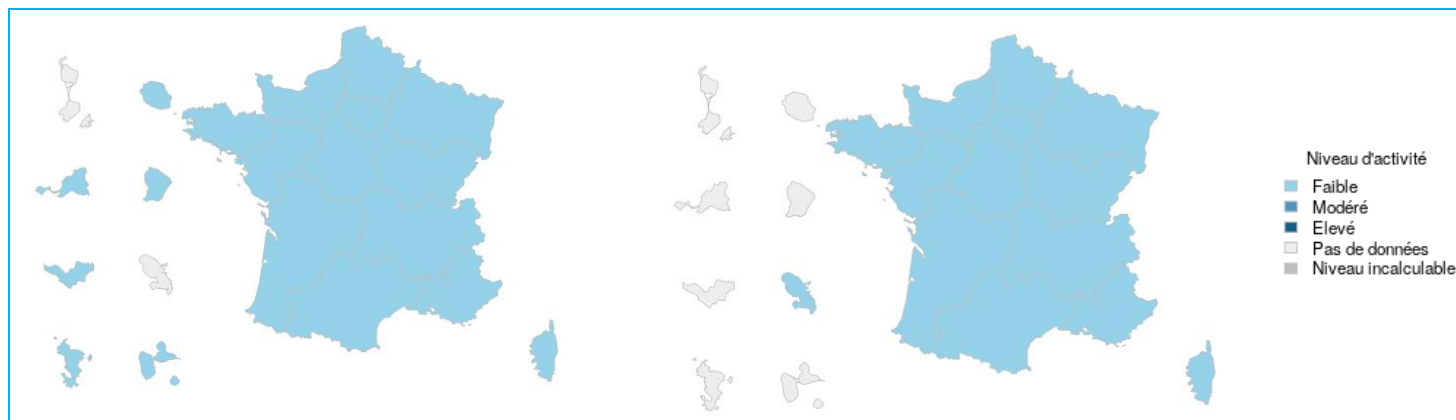 Niveau d'activité
Faible
Modéré
Elevé
Pas de données
Niveau incalculable